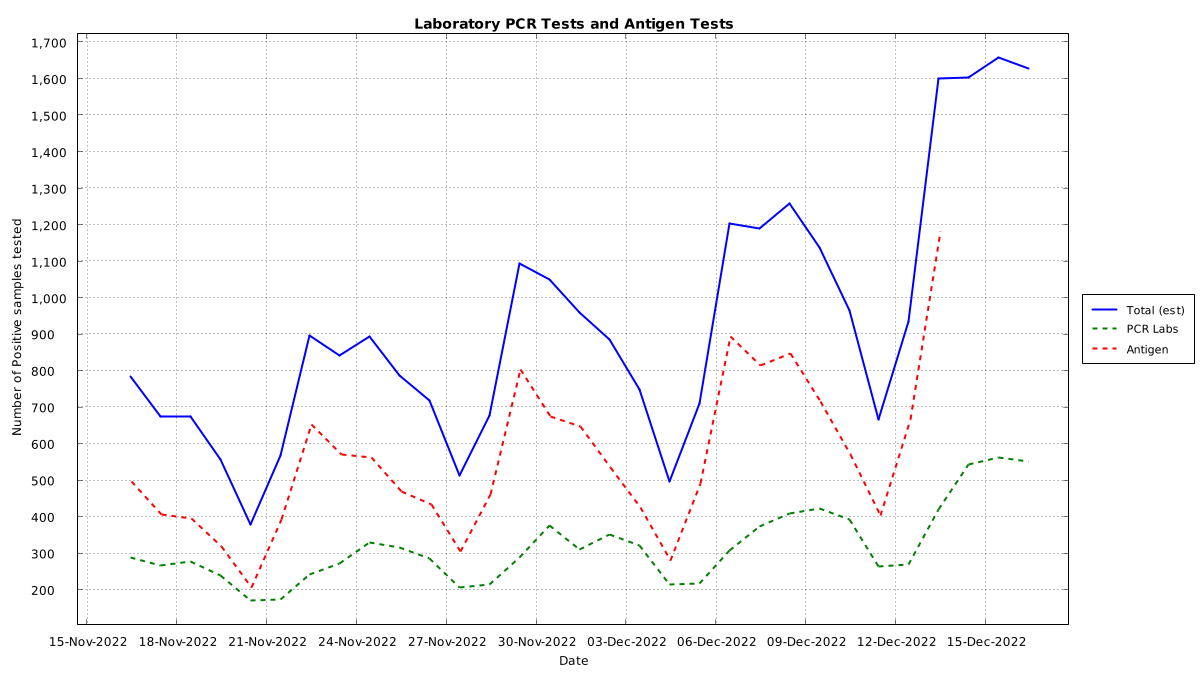 Laboratory PCR Tests and Antigen Tests
1,700
1,600
1,500
1,400
1,300
1,200
1,100
1,000
900
800
700
600
500
400
300
200
Number of Positive samples tested
15-Nov-2022 18-Nov-2022 21-Nov-2022 24-Nov-2022 27-Nov-2022 30-Nov-2022 03-Dec-2022 06-Dec-2022 09-Dec-2022 12-Dec-2022 15-Dec-2022
Date
Total (est)
PCR Labs
Antigen